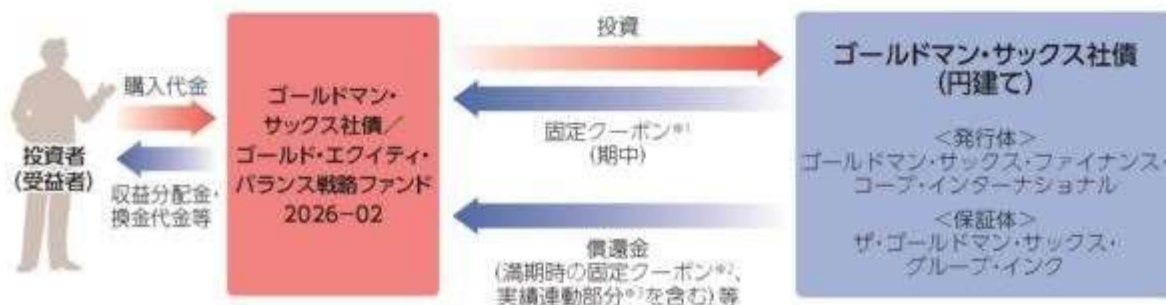 購入代金
投資者
(受益者)
収益分配金・
換金代金等
ゴールドマン・
サックス社債／
ゴールド・エクイティ・
バランス戦略ファンド
2026－02
投資
固定クーポン※1
(期中)
償還金
(満期時の固定クーポン※2、
実績連動部分※3を含む)等
ゴールドマン・サックス社債
(円建て)
＜発行体＞
ゴールドマン・サックス・ファイナンス・
コープ・インターナショナル
＜保証体＞
ザ・ゴールドマン・サックス・
グループ・インク